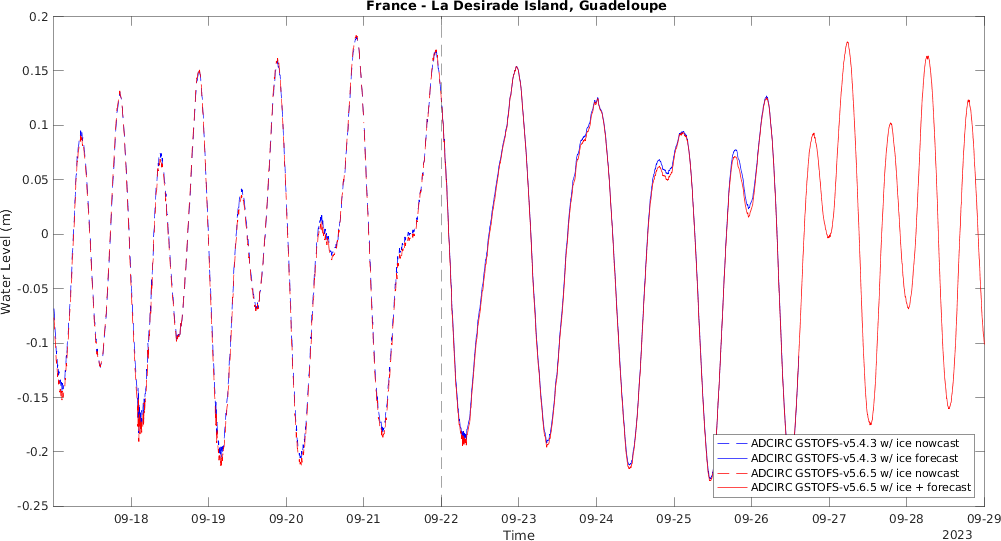 France - La Desirade Island, Guadeloupe
0.2
0.15
0.1
0.05
0
-0.05
-0.1
-0.15
-0.2
-0.25
Water Level (m)
ADCIRC GSTOFS-v5.4.3 w/ ice nowcast
ADCIRC GSTOFS-v5.4.3 w/ ice forecast
ADCIRC GSTOFS-v5.6.5 w/ ice nowcast
ADCIRC GSTOFS-v5.6.5 w/ ice + forecast
09-18 09-19 09-20 09-21 09-22 09-23 09-24 09-25 09-26 09-27 09-28 09-29
Time
2023